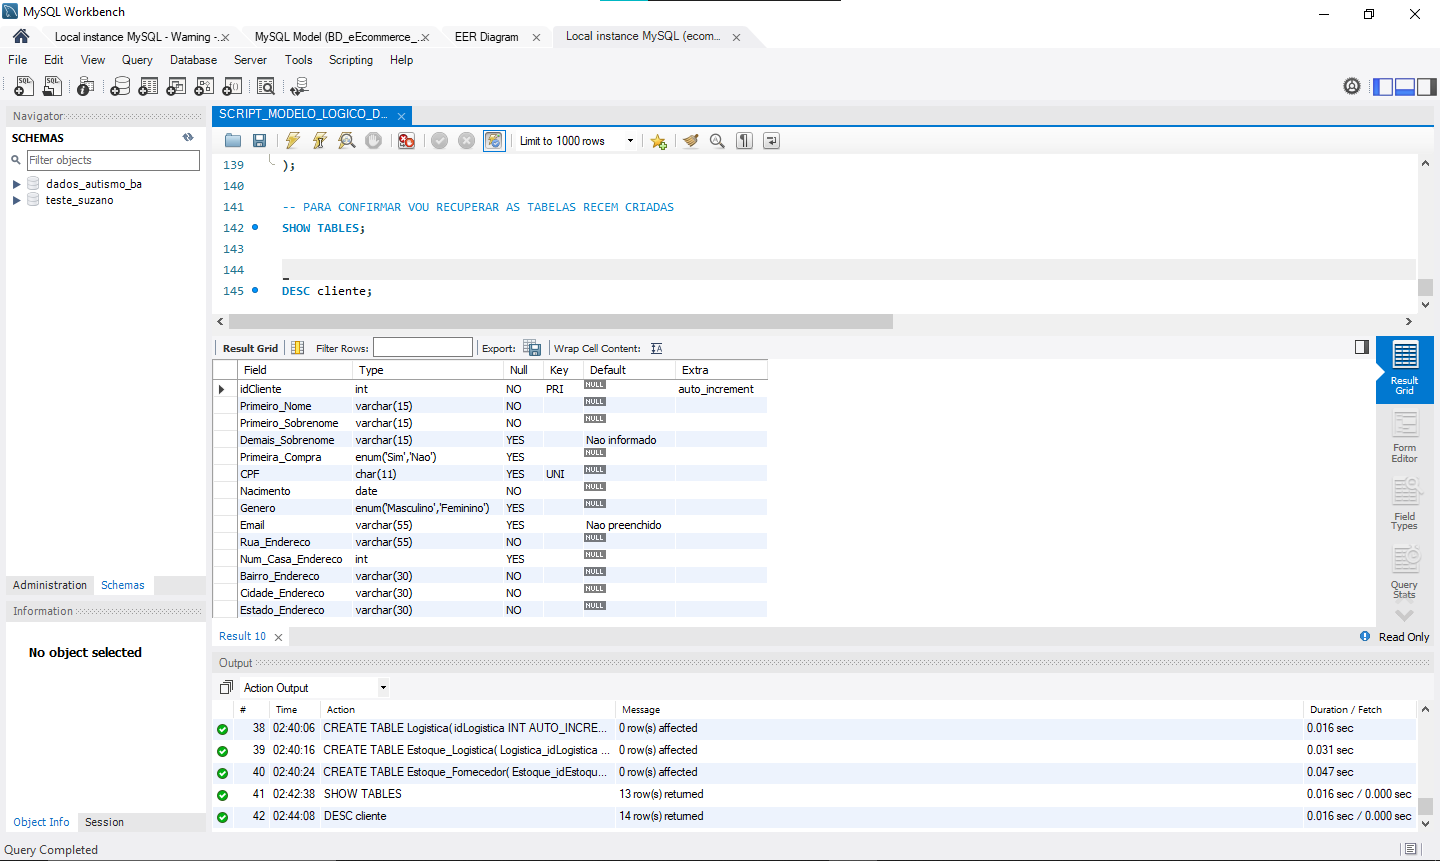 MySQL Workbench
Local instance MySQL - Warning -...
MySQL Model (BD_eEcommerce_...
EER Diagram
Local instance MySQL (ecom...
File Edit View Query Database Server Tools Scripting Help
Navigator
SCHEMAS
Filter objects
dados_autismo_ba
teste_suzano
Administration Schemas
Information
No object selected
Object Info Session
SCRIPT_MODELO_LOGICO_D...
Limit to 1000 rows
139 );
140
141 -- PARA CONFIRMAR VOU RECUPERAR AS TABELAS RECEM CRIADAS
142 SHOW TABLES;
143
144
145 DESC cliente;
Result Grid Filter Rows: Export: Wrap Cell Content:
Field Type Null Key Default Extra
idCliente int NO PRI NULL auto_increment
Primeiro_Nome varchar(15) NO NULL
Primeiro_Sobrenome varchar(15) NO NULL
Demais_Sobrenome varchar(15) YES Nao informado
Primeira_Compra enum('Sim','Nao') YES NULL
CPF char(11) YES UNI NULL
Nacimento date NO NULL
Genero enum('Masculino','Feminino') YES NULL
Email varchar(55) YES Nao preenchido
Rua_Endereco varchar(55) NO NULL
Num_Casa_Endereco int YES NULL
Bairro_Endereco varchar(30) NO NULL
Cidade_Endereco varchar(30) NO NULL
Estado_Endereco varchar(30) NO NULL
Result Grid
Form Editor
Field Types
Query Stats
Result 10
Read Only
Output
Action Output
# Time Action Message Duration / Fetch
38 02:40:06 CREATE TABLE Logistica( idLogistica INT AUTO_INCRE... 0 row(s) affected 0.016 sec
39 02:40:16 CREATE TABLE Estoque_Logistica( Logistica_idLogistica ... 0 row(s) affected 0.031 sec
40 02:40:24 CREATE TABLE Estoque_Fornecedor( Estoque_idEstoqu... 0 row(s) affected 0.047 sec
41 02:42:38 SHOW TABLES 13 row(s) returned 0.016 sec / 0.000 sec
42 02:44:08 DESC cliente 14 row(s) returned 0.016 sec / 0.000 sec
Query Completed